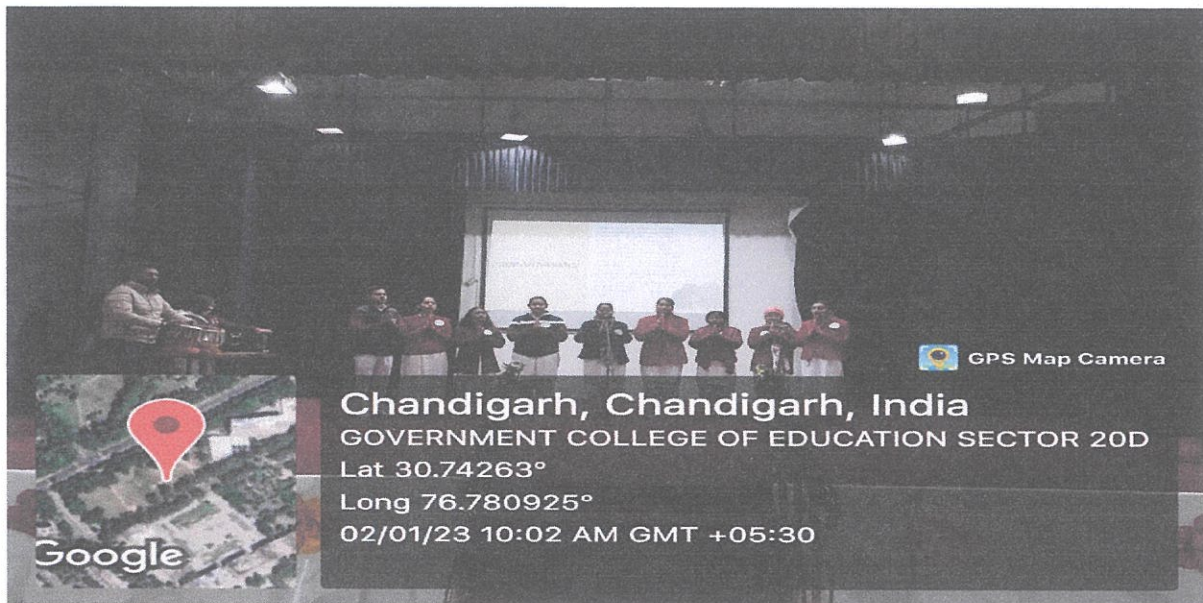 GPS Map Camera
Chandigarh, Chandigarh, India
GOVERNMENT COLLEGE OF EDUCATION SECTOR 20D
Lat 30.74263°
Long 76.780925°
02/01/23 10:02 AM GMT +05:30
Google